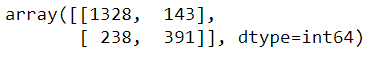 array([[1328,  143],
       [ 238,  391]], dtype=int64)